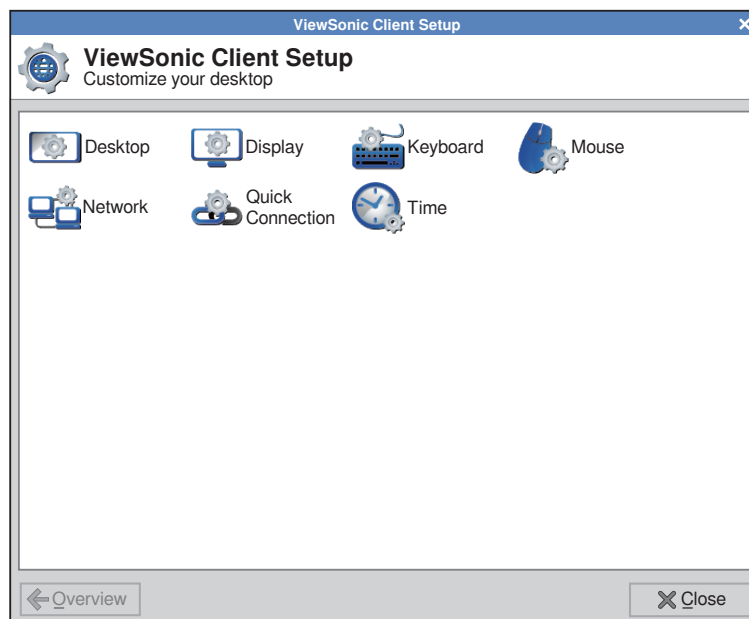 ViewSonic Client Setup
ViewSonic Client Setup
Customize your desktop
Desktop
Display
Keyboard
Mouse
Network
Quick
Connection
Time
Overview
Close